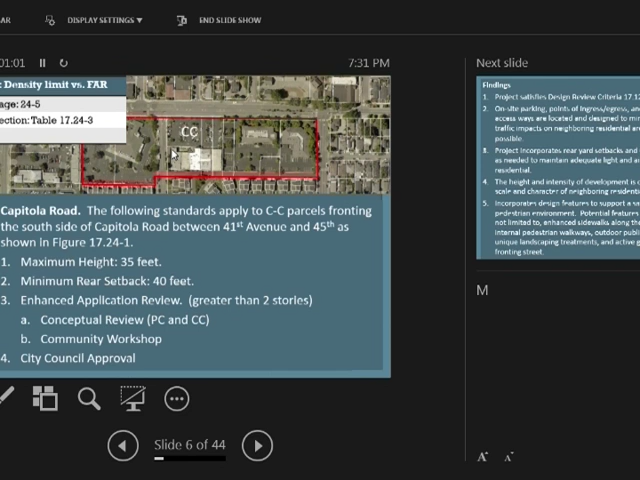 AR DISPLAY SETTINGS ▼ END SLIDE SHOW
01:01 7:31 PM Next slide
: Density limit vs. FAR
age: 24-5
ection: Table 17.24-3
CC
Capitola Road. The following standards apply to C-C parcels fronting
the south side of Capitola Road between 41st Avenue and 45th as
shown in Figure 17.24-1.
1. Maximum Height: 35 feet.
2. Minimum Rear Setback: 40 feet.
3. Enhanced Application Review. (greater than 2 stories)
a. Conceptual Review (PC and CC)
b. Community Workshop
4. City Council Approval
Slide 6 of 44
Findings
1. Project satisfies Design Review Criteria 17.12
2. On-site parking, points of ingress/egress, an
access ways are located and designed to min
traffic impacts on neighboring residential are
possible.
3. Project incorporates rear yard setbacks and
as needed to maintain adequate light and a
residential.
4. The height and intensity of development is c
scale and character of neighboring residenti
5. Incorporates design features to support a sa
pedestrian environment. Potential features
not limited to, enhanced sidewalks along the
internal pedestrian walkways, outdoor publi
unique landscaping treatments, and active g
fronting street.
M
A A